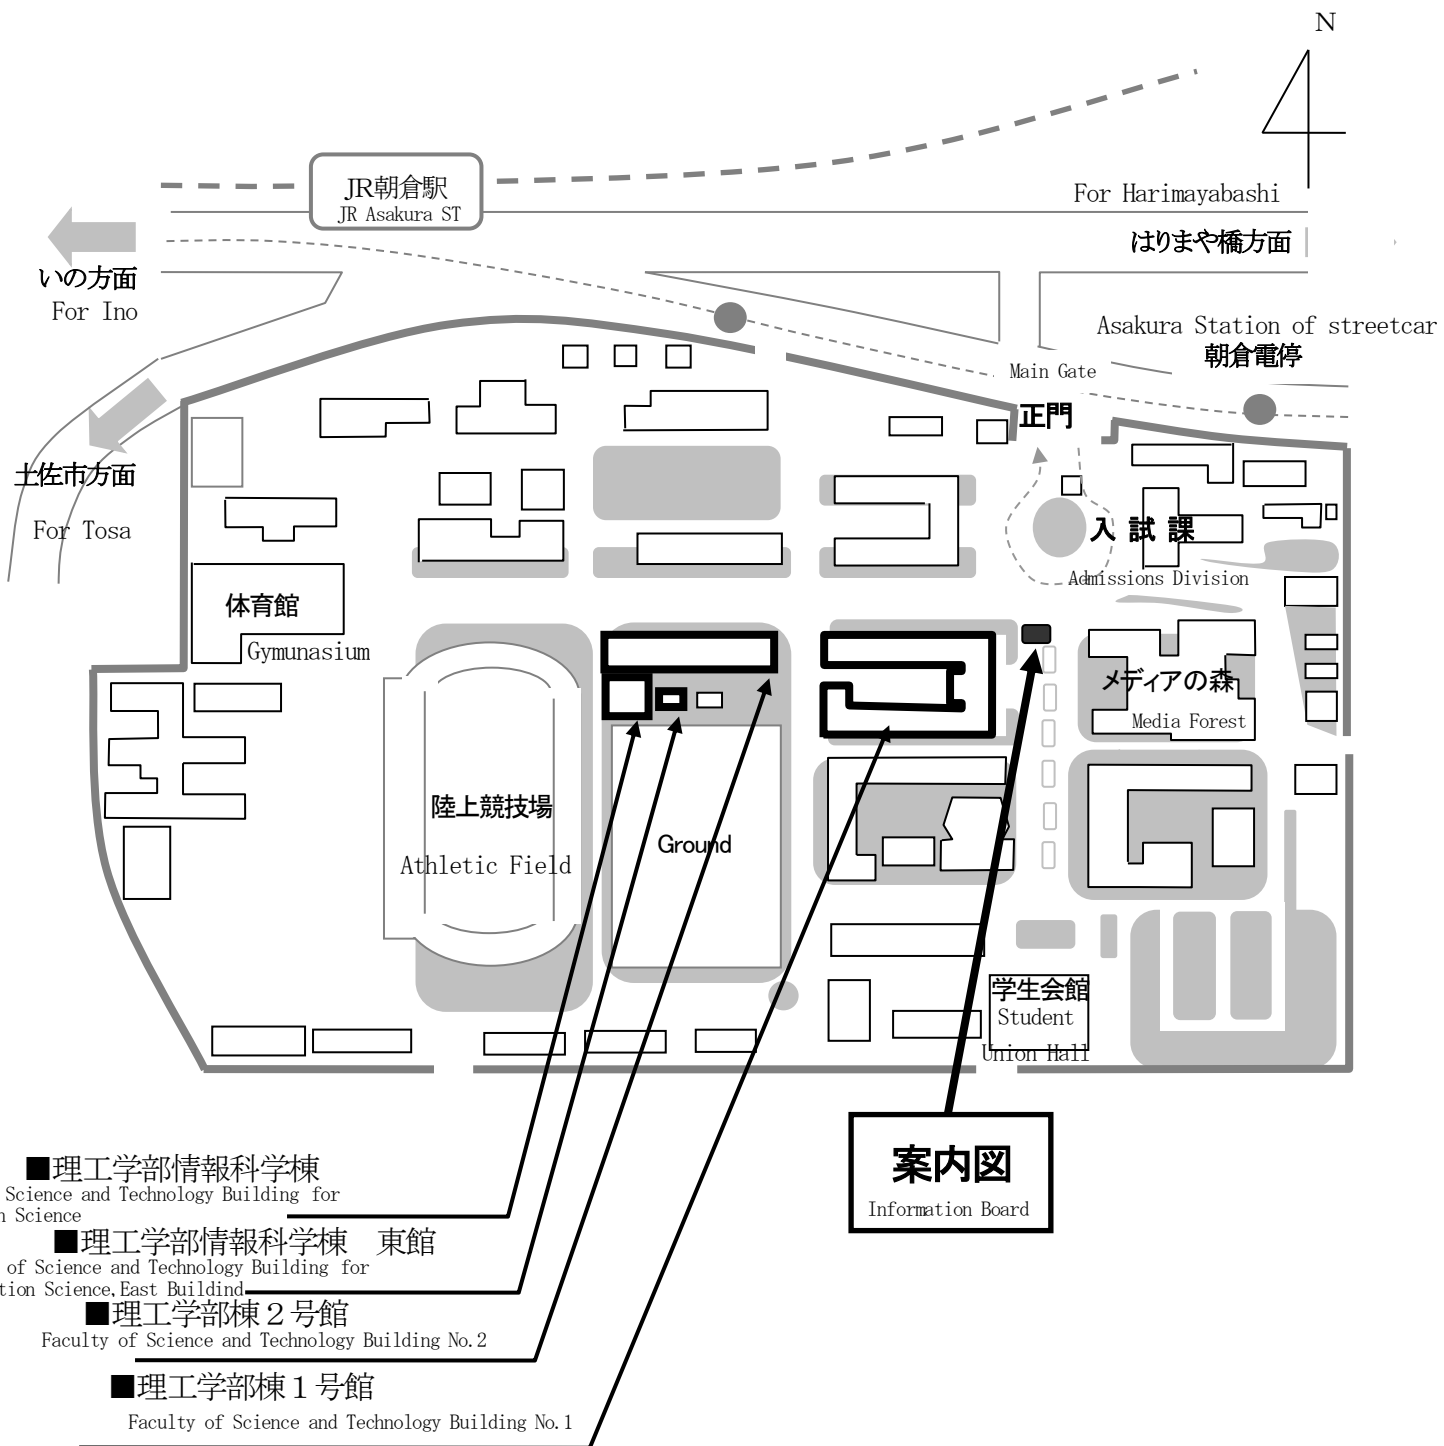 N
JR朝倉駅
JR Asakura ST
For Harimayabashi
はりまや橋方面
いの方面
For Ino
Asakura Station of streetcar
朝倉電停
Main Gate
正門
土佐市方面
For Tosa
入 試 課
Admissions Division
体育館
Gymunasium
メディアの森
Media Forest
陸上競技場
Athletic Field
Ground
学生会館
Student
Union Hall
案内図
Information Board
■理工学部情報科学棟
Science and Technology Building for
n Science
■理工学部情報科学棟　東館
of Science and Technology Building for
tion Science,East Buildind
■理工学部棟２号館
Faculty of Science and Technology Building No.2
■理工学部棟１号館
Faculty of Science and Technology Building No.1